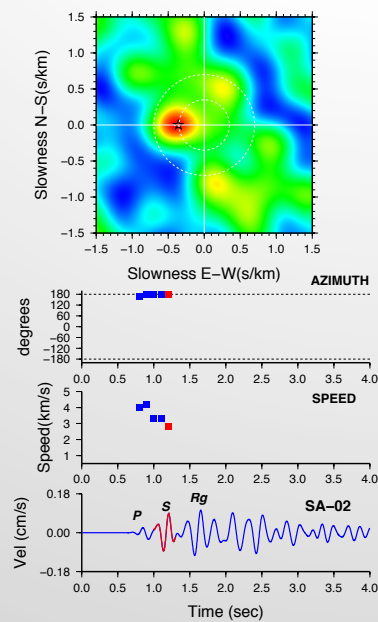 1.5
1.0
0.5
0.0
−0.5
−1.0
−1.5
Slowness N−S(s/km)
−1.5 −1.0 −0.5 0.0 0.5 1.0 1.5
Slowness E−W(s/km)
AZIMUTH
180
120
60
0
−60
−120
−180
degrees
0.0 0.5 1.0 1.5 2.0 2.5 3.0 3.5 4.0
SPEED
5
4
3
2
1
Speed(km/s)
0.0 0.5 1.0 1.5 2.0 2.5 3.0 3.5 4.0
0.18
0.00
−0.18
Vel (cm/s)
P S Rg SA−02
0.0 0.5 1.0 1.5 2.0 2.5 3.0 3.5 4.0
Time (sec)